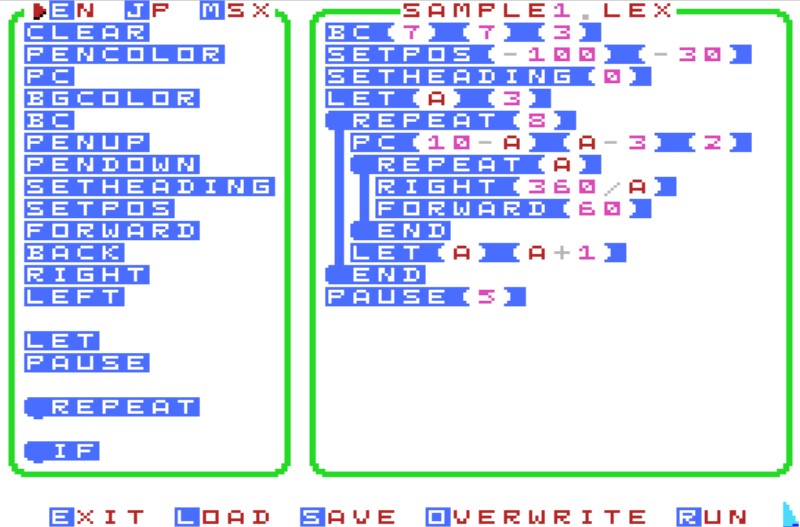 EN JP MSX
CLEAR
PENCOLOR
PC
BGCOLOR
BC
PENUP
PENDOWN
SETHEADING
SETPOS
FORWARD
BACK
RIGHT
LEFT
LET
PAUSE
REPEAT
IF
SAMPLE1.LEX
BC(7)(7)(3)
SETPOS(-100)(-30)
SETHEADING(0)
LET(A)(3)
REPEAT(8)
PC(10-A)(A-3)(2)
REPEAT(A)
RIGHT(360/A)
FORWARD(60)
END
LET(A)(A+1)
END
PAUSE(5)
EXIT LOAD SAVE OVERWRITE RUN